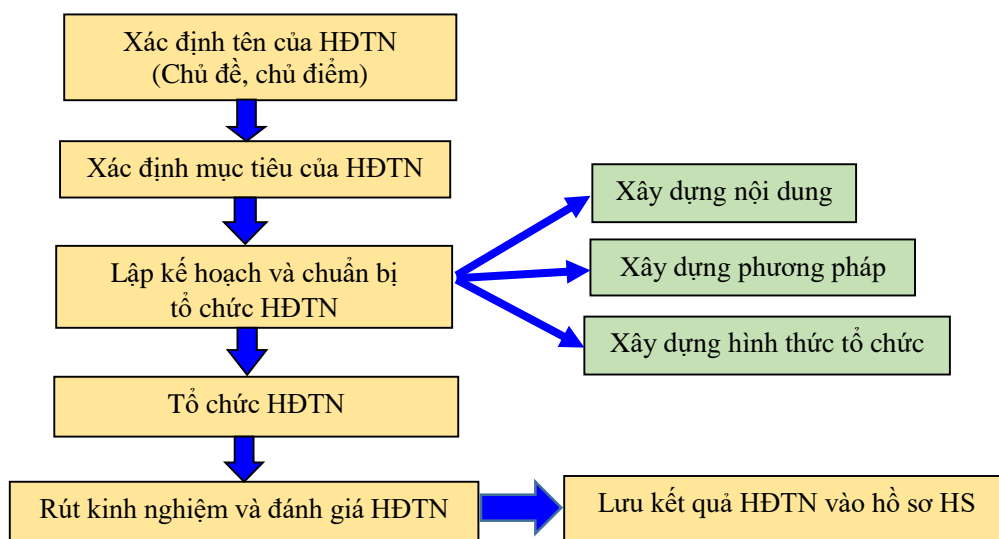 Xác định tên của HĐTN
(Chủ đề, chủ điểm)
Xác định mục tiêu của HĐTN
Lập kế hoạch và chuẩn bị
tổ chức HĐTN
Xây dựng nội dung
Xây dựng phương pháp
Xây dựng hình thức tổ chức
Tổ chức HĐTN
Rút kinh nghiệm và đánh giá HĐTN
Lưu kết quả HĐTN vào hồ sơ HS